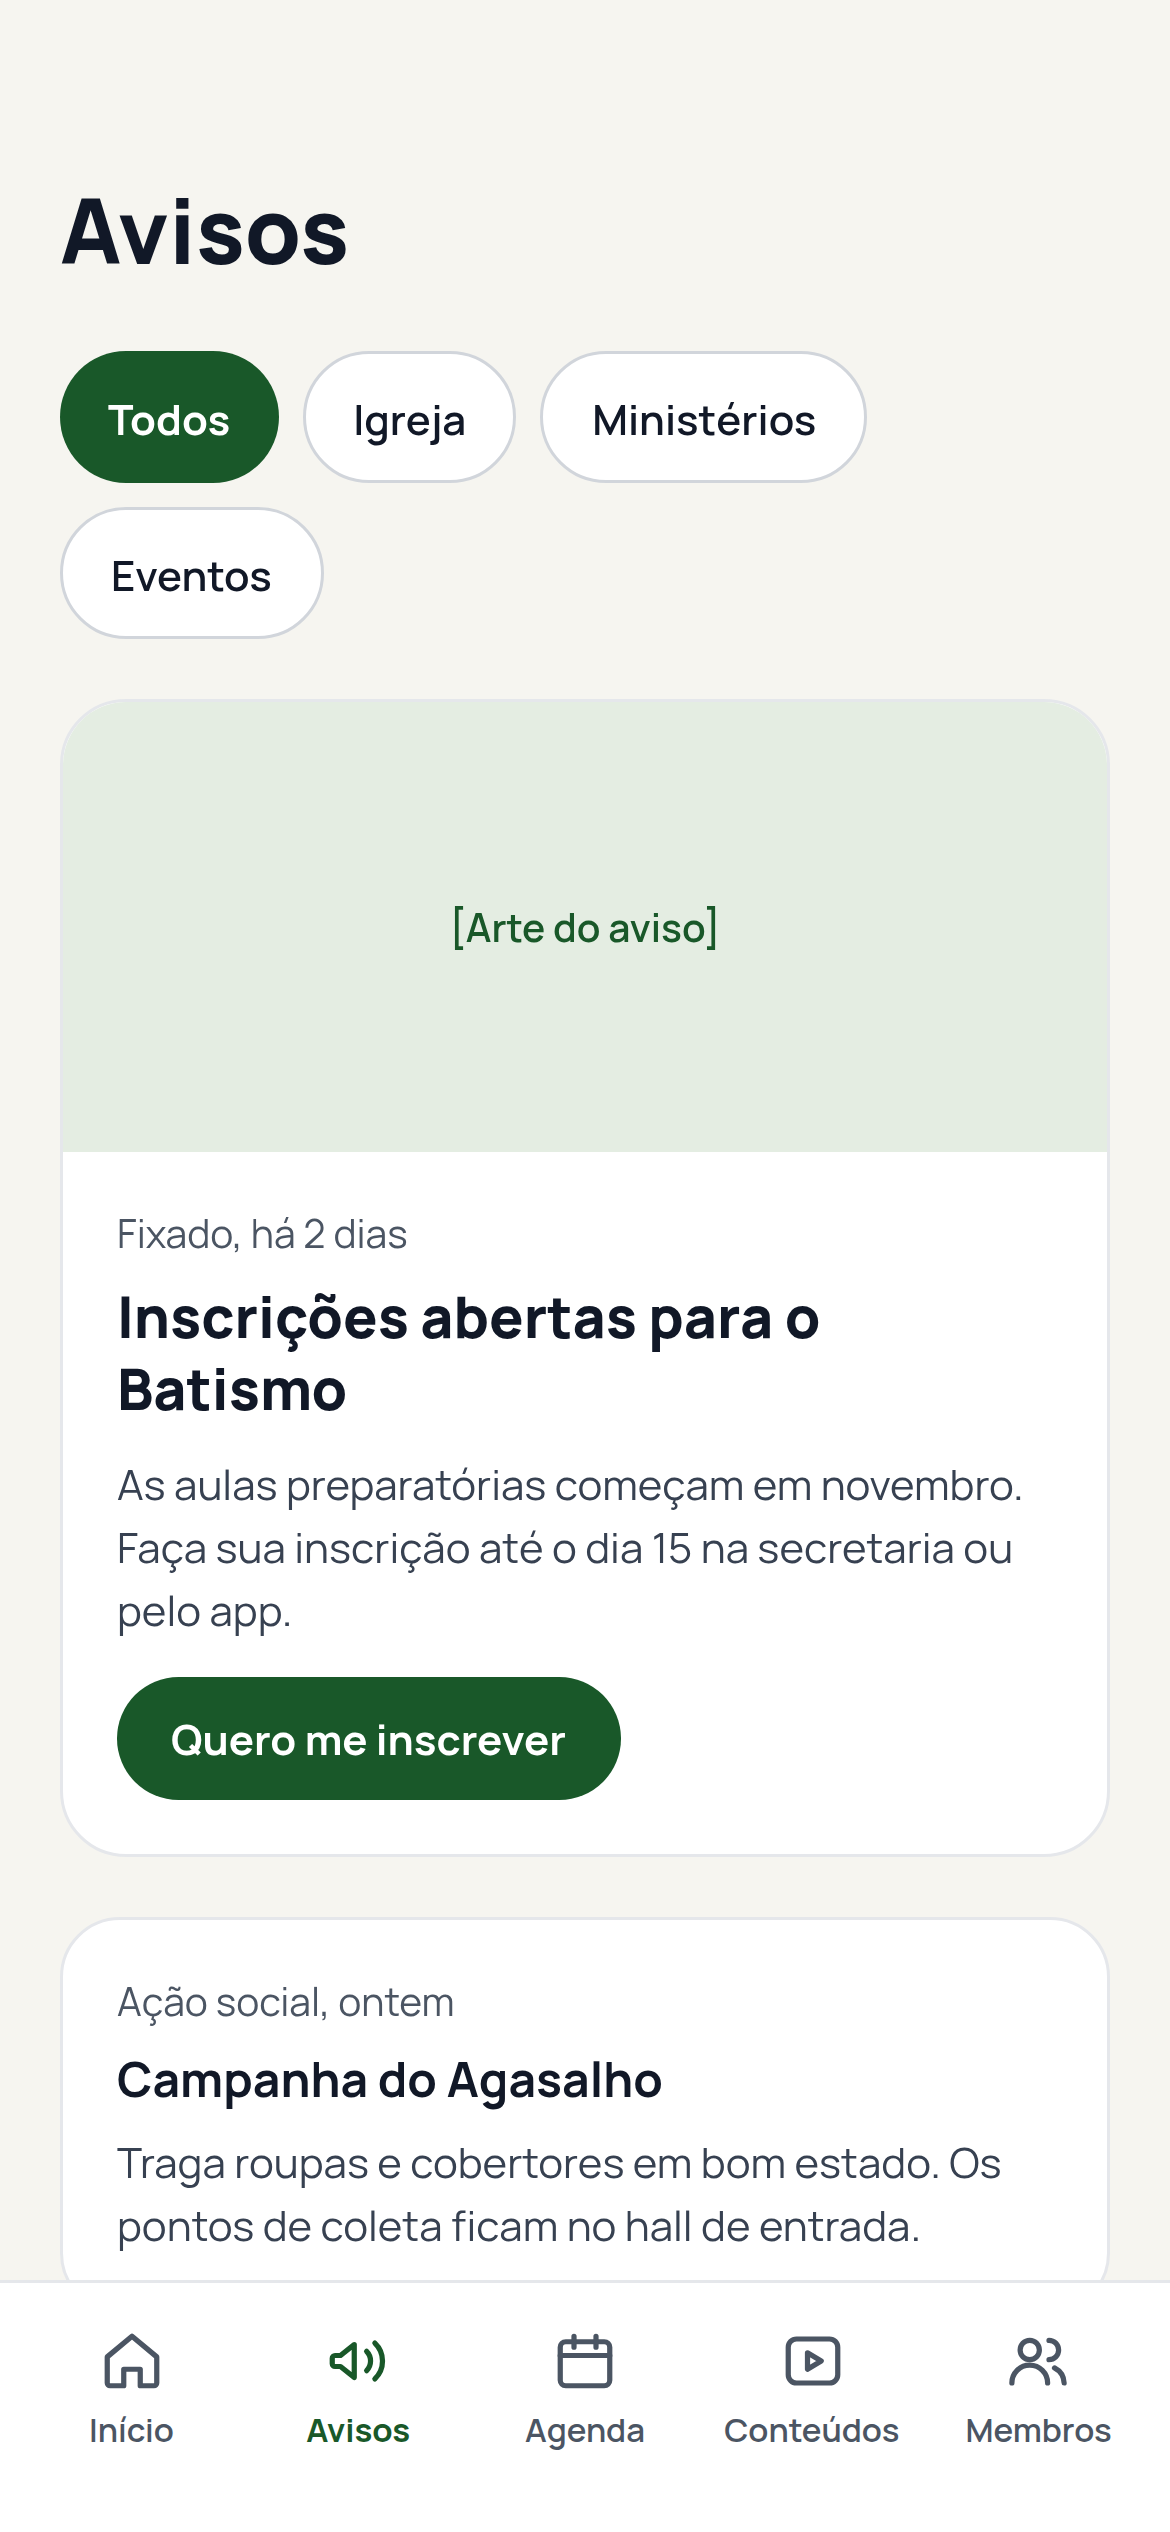 Avisos
Todos
Igreja
Ministérios
Eventos
[Arte do aviso]
Fixado, há 2 dias
Inscrições abertas para o
Batismo
As aulas preparatórias começam em novembro.
Faça sua inscrição até o dia 15 na secretaria ou
pelo app.
Quero me inscrever
Ação social, ontem
Campanha do Agasalho
Traga roupas e cobertores em bom estado. Os
pontos de coleta ficam no hall de entrada.
Início
Avisos
Agenda
Conteúdos
Membros